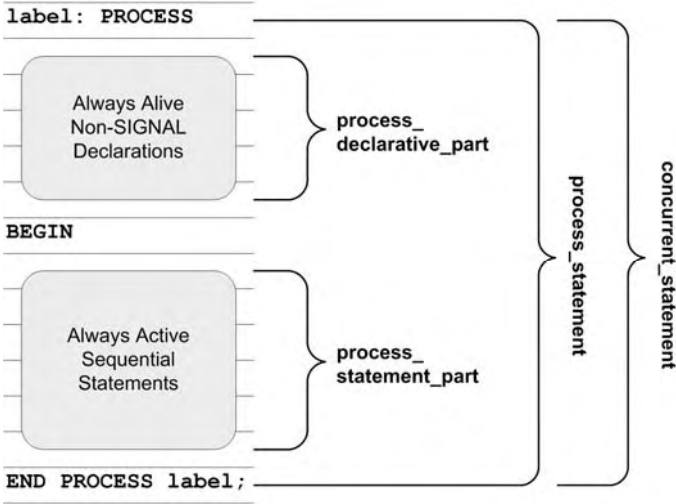 label: PROCESS
Always Alive
Non-SIGNAL
Declarations
process_
declarative_part
BEGIN
Always Active
Sequential
Statements
process_
statement_part
END PROCESS label;
process_statement
concurrent_statement